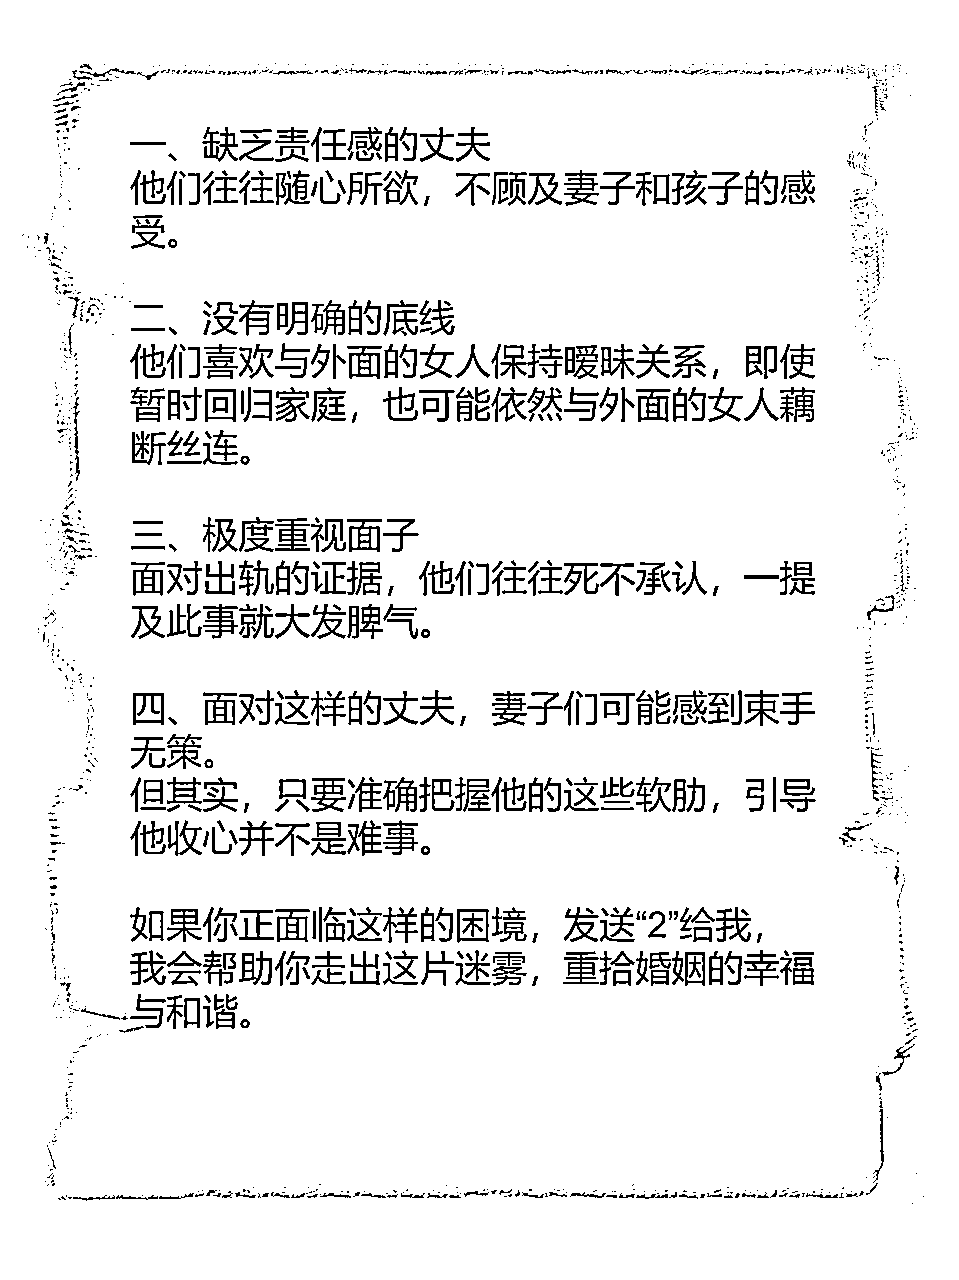 一、缺乏责任感的丈夫
他们往往随心所欲，不顾及妻子和孩子的感
受。
二、没有明确的底线
他们喜欢与外面的女人保持暧昧关系，即使
暂时回归家庭，也可能依然与外面的女人藕
断丝连。
三、极度重视面子
面对出轨的证据，他们往往死不承认，一提
及此事就大发脾气。
四、面对这样的丈夫，妻子们可能感到束手
无策。
但其实，只要准确把握他的这些软肋，引导
他收心并不是难事。
如果你正面临这样的困境，发送“2”给我，
我会帮助你走出这片迷雾，重拾婚姻的幸福
与和谐。